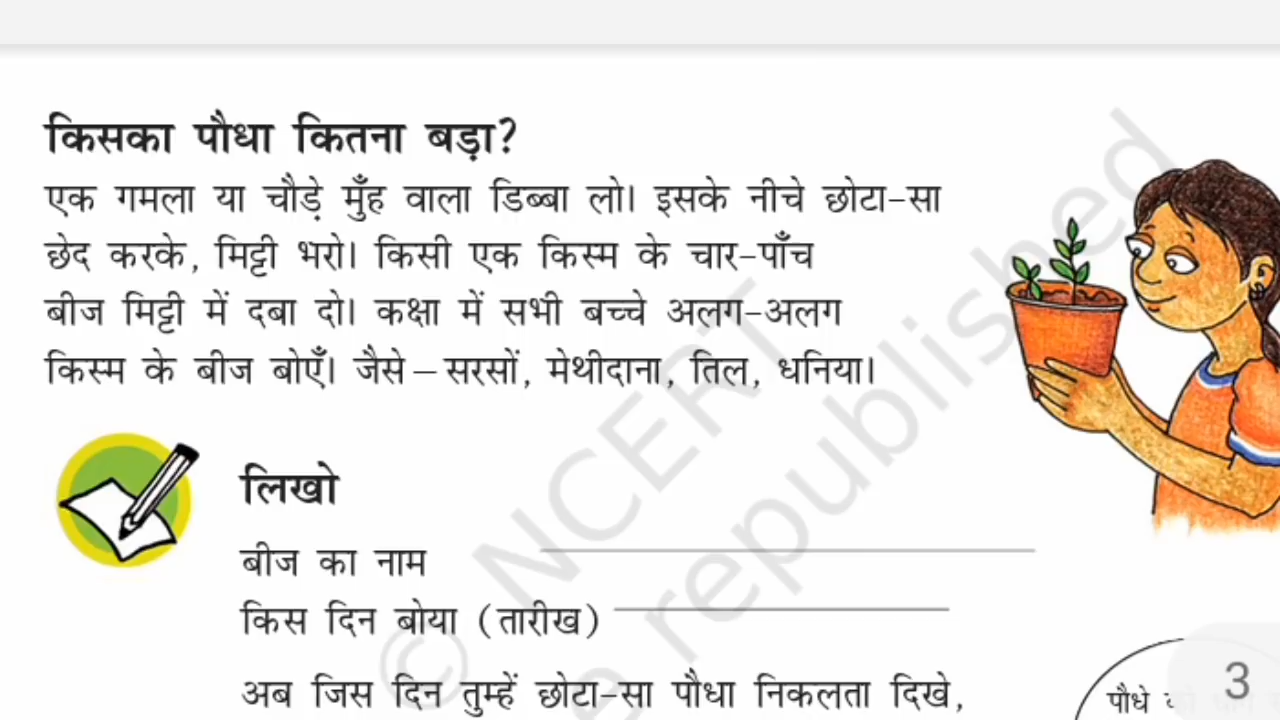 किसका पौधा कितना बड़ा?
एक गमला या चौड़े मुँह वाला डिब्बा लो। इसके नीचे छोटा-सा
छेद करके, मिट्टी भरो। किसी एक किस्म के चार-पाँच
बीज मिट्टी में दबा दो। कक्षा में सभी बच्चे अलग-अलग
किस्म के बीज बोएँ। जैसे – सरसों, मेथीदाना, तिल, धनिया।
लिखो
बीज का नाम
किस दिन बोया (तारीख)
अब जिस दिन तुम्हें छोटा-सा पौधा निकलता दिखे,
पौधे
3
© NCERT
republished